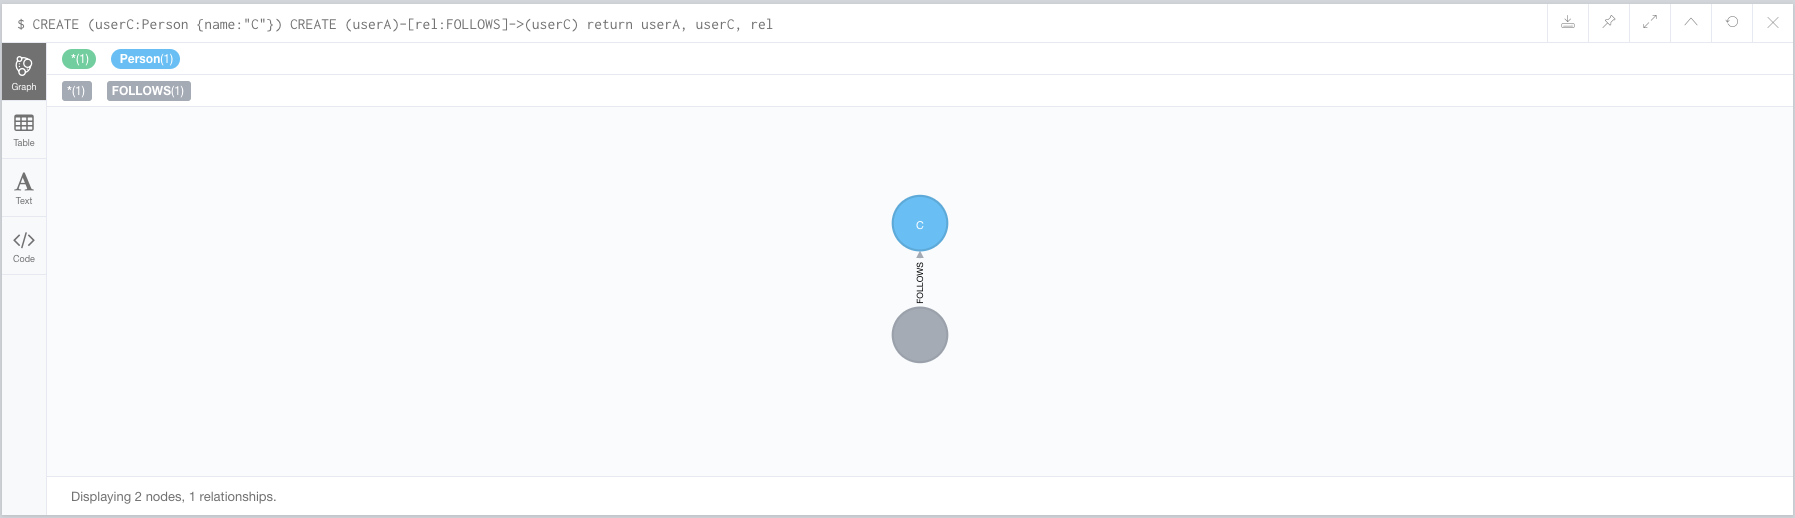 $ CREATE (userC:Person {name:"C"}) CREATE (userA)-[rel:FOLLOWS]->(userC) return userA, userC, rel
Graph
*(1) Person(1)
*(1) FOLLOWS(1)
Table
Text
Code
C
FOLLOWS
Displaying 2 nodes, 1 relationships.